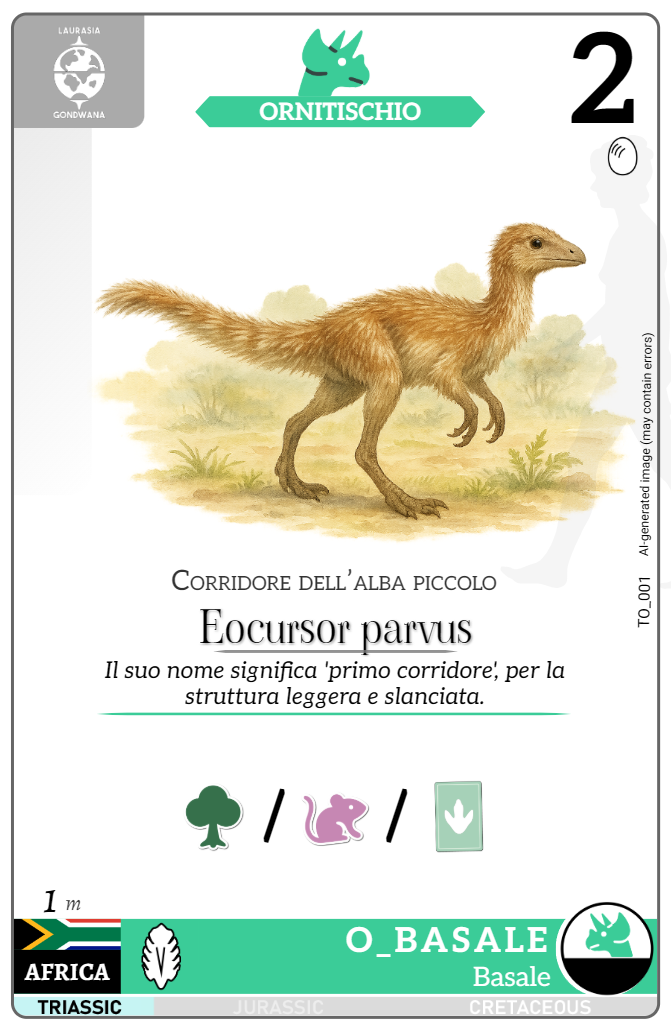 LAURASIA
GONDWANA
ORNITISCHIO
2
AI-generated image (may contain errors)
TO_001
Corridore dell'alba piccolo
Eocursor parvus
Il suo nome significa 'primo corridore', per la
struttura leggera e slanciata.
/ /
1 m
AFRICA
O_BASALE
Basale
TRIASSIC JURASSIC CRETACEOUS